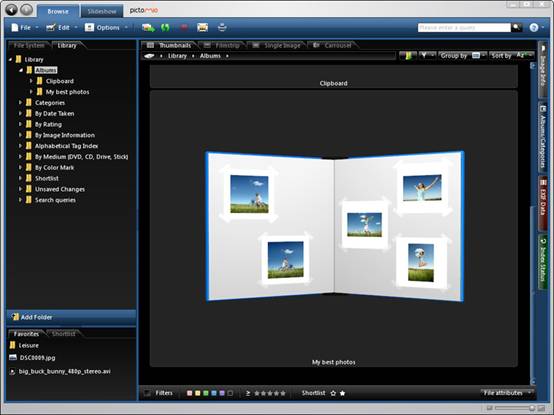 Browse Slideshow pictomio
File Edit Options Please enter a query
File System Library
Thumbnails Filmstrip Single Image Carrousel
Library Albums Group by Sort by
Library
Albums
Clipboard
My best photos
Categories
By Date Taken
By Rating
By Image Information
Alphabetical Tag Index
By Medium (DVD, CD, Drive, Stick)
By Color Mark
Shortlist
Unsaved Changes
Search queries
Add Folder
Favorites Shortlist
Leisure
DSC0009.jpg
big_buck_bunny_480p_stereo.avi
Clipboard
My best photos
Filters ≥ Shortlist File attributes
Image Info
Albums/Categories
EXIF Data
Index Status